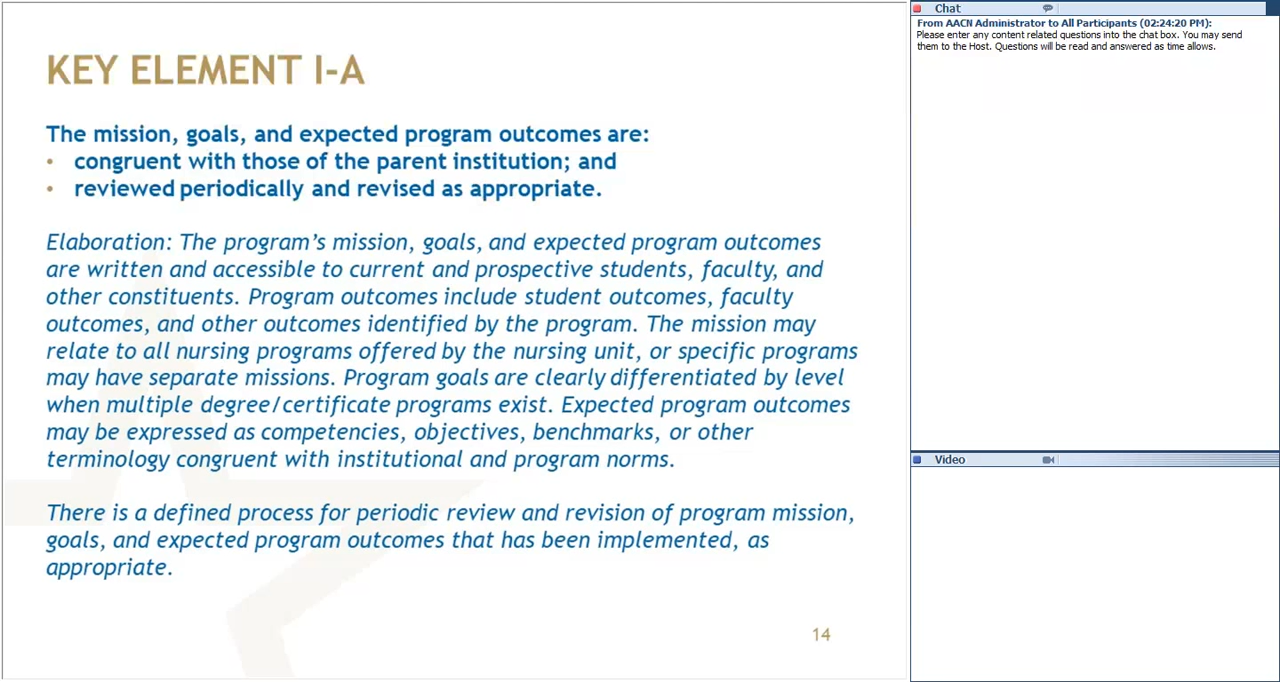 KEY ELEMENT I-A
The mission, goals, and expected program outcomes are:
• congruent with those of the parent institution; and
• reviewed periodically and revised as appropriate.
Elaboration: The program's mission, goals, and expected program outcomes
are written and accessible to current and prospective students, faculty, and
other constituents. Program outcomes include student outcomes, faculty
outcomes, and other outcomes identified by the program. The mission may
relate to all nursing programs offered by the nursing unit, or specific programs
may have separate missions. Program goals are clearly differentiated by level
when multiple degree/certificate programs exist. Expected program outcomes
may be expressed as competencies, objectives, benchmarks, or other
terminology congruent with institutional and program norms.
There is a defined process for periodic review and revision of program mission,
goals, and expected program outcomes that has been implemented, as
appropriate.
14
Chat
From AACN Administrator to All Participants (02:24:20 PM):
Please enter any content related questions into the chat box. You may send
them to the Host. Questions will be read and answered as time allows.
Video